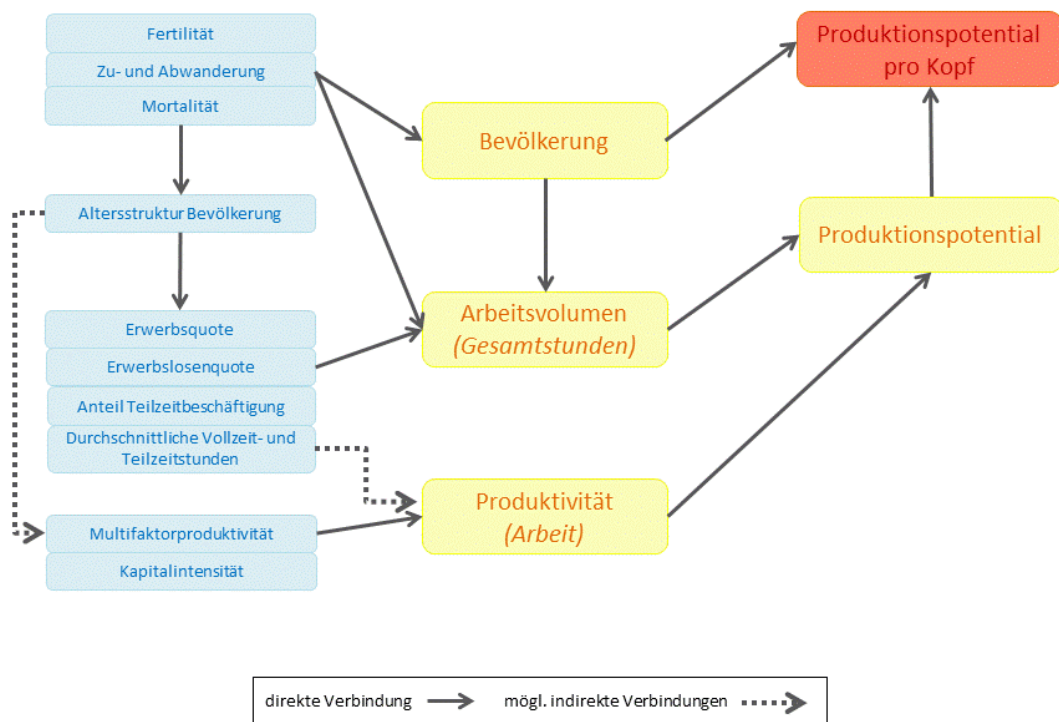 Fertilität
Zu- und Abwanderung
Mortalität
Altersstruktur Bevölkerung
Erwerbsquote
Erwerbslosenquote
Anteil Teilzeitbeschäftigung
Durchschnittliche Vollzeit- und
Teilzeitstunden
Multifaktorproduktivität
Kapitalintensität
Bevölkerung
Arbeitsvolumen
(Gesamtstunden)
Produktivität
(Arbeit)
Produktionspotential
pro Kopf
Produktionspotential
direkte Verbindung
mögl. indirekte Verbindungen